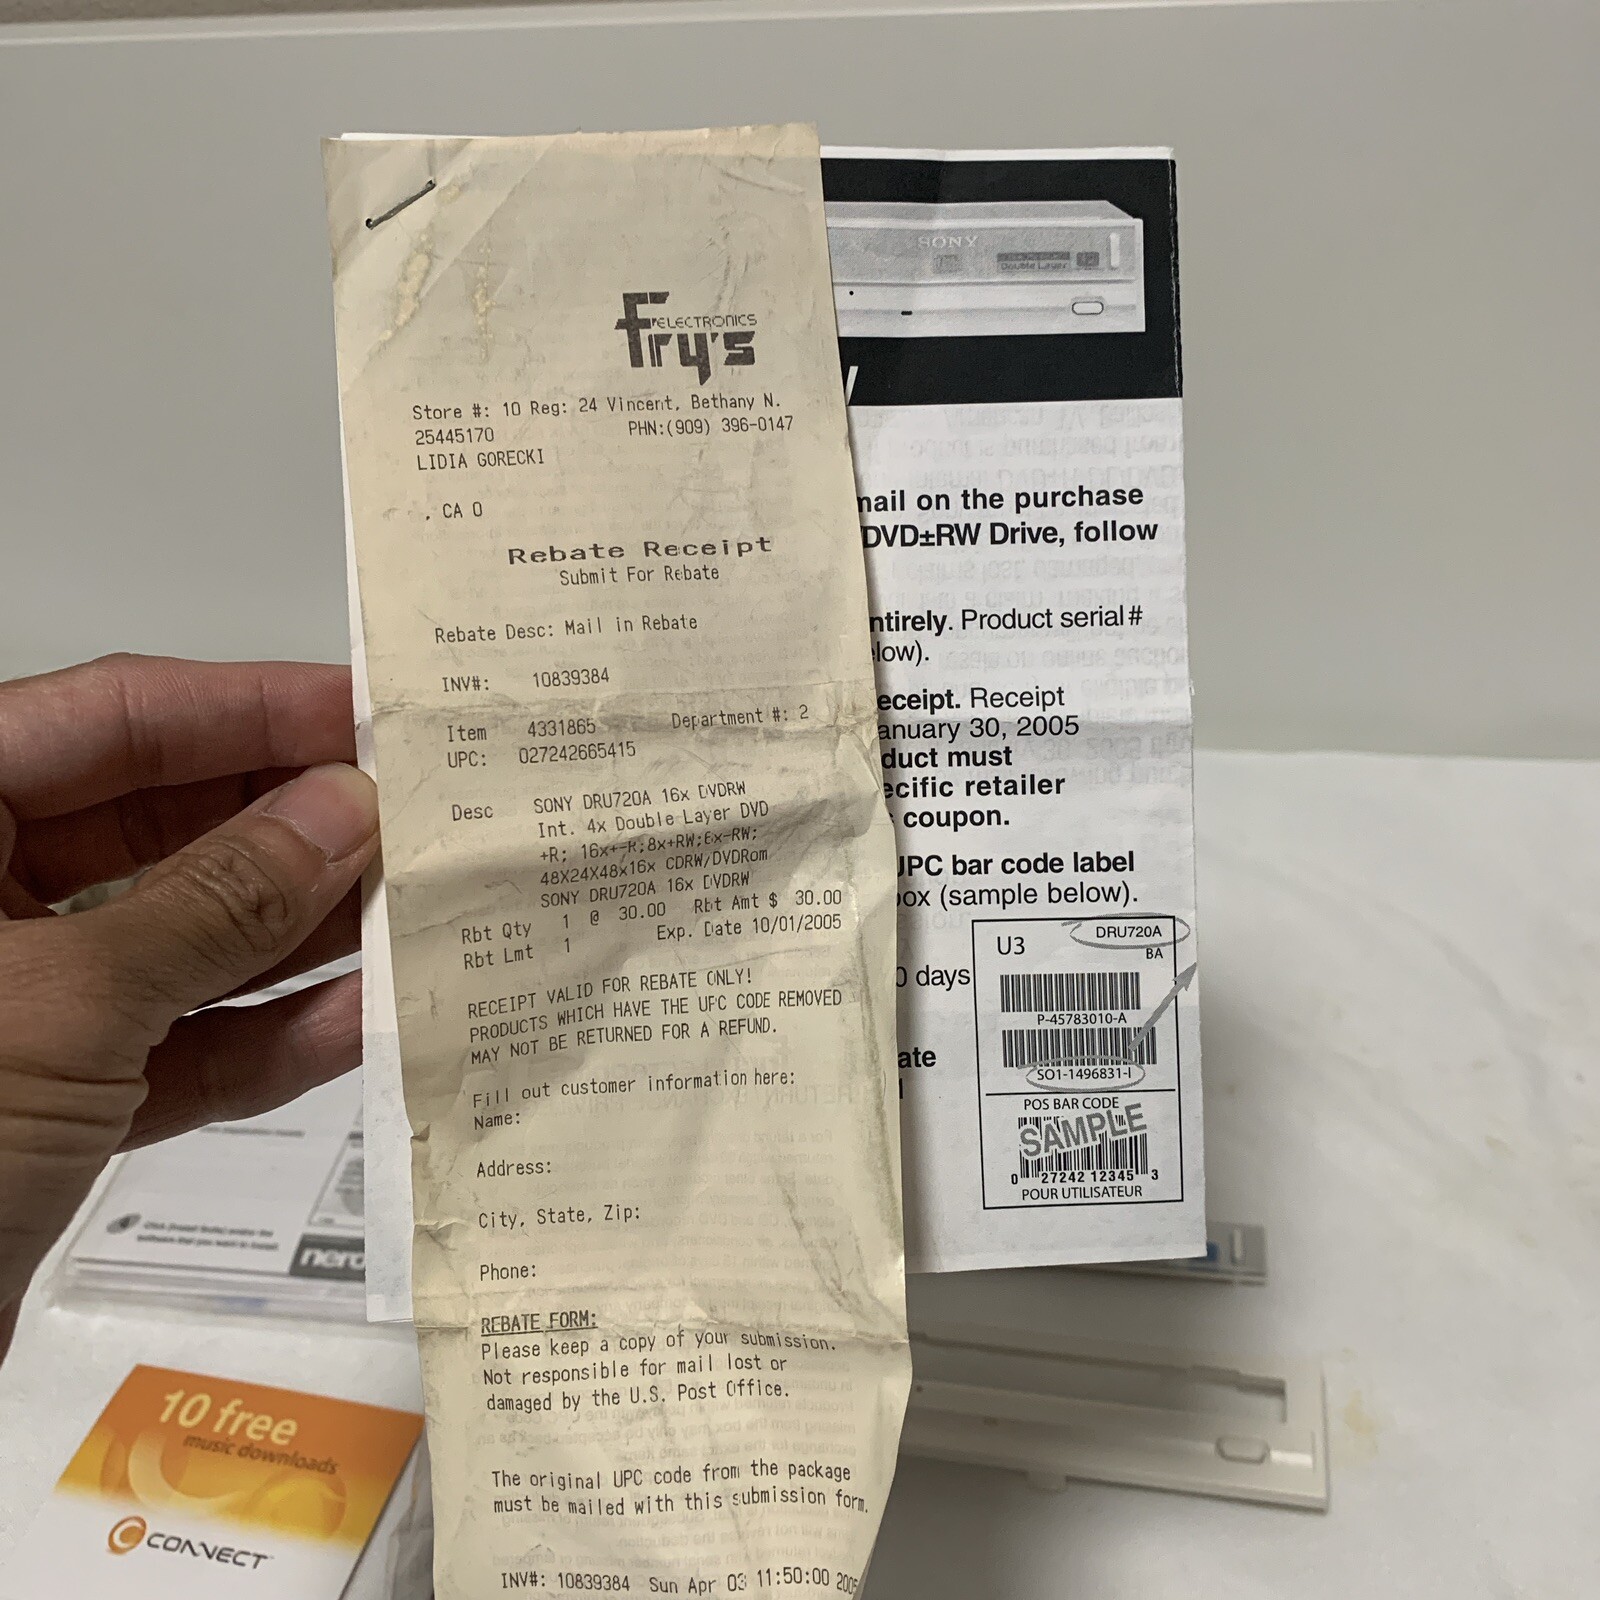 Fry's
ELECTRONICS
Store #: 10 Reg: 24 Vincent, Bethany N.
25445170 PHN:(909) 396-0147
LIDIA GORECKI
, CA 0
Rebate Receipt
Submit For Rebate
Rebate Desc: Mail in Rebate
INV#: 10839384
Item 4331865 Department #: 2
UPC: 027242665415
Desc SONY DRU720A 16x DVDRW
Int. 4x Double Layer DVD
+R; 16x+-R;8x+RW;6x-RW;
48X24X48x16x CDRW/DVDRom
SONY DRU720A 16x DVDRW
Rbt Qty 1 @ 30.00 Rbt Amt $ 30.00
Rbt Lmt 1 Exp. Date 10/01/2005
RECEIPT VALID FOR REBATE ONLY!
PRODUCTS WHICH HAVE THE UPC CODE REMOVED
MAY NOT BE RETURNED FOR A REFUND.
Fill out customer information here:
Name:
Address:
City, State, Zip:
Phone:
REBATE FORM:
Please keep a copy of your submission.
Not responsible for mail lost or
damaged by the U.S. Post Office.
The original UPC code from the package
must be mailed with this submission form.
INV#: 10839384 Sun Apr 03 11:50:00 2005
SONY
Double Layer
mail on the purchase
DVD±RW Drive, follow
ntirely. Product serial #
low).
eceipt. Receipt
anuary 30, 2005
duct must
ecific retailer
coupon.
UPC bar code label
ox (sample below).
0 days
ate
U3 DRU720A
BA
P-45783010-A
SO1-1496831-I
POS BAR CODE
SAMPLE
0 27242 12345 3
POUR UTILISATEUR
nero
10 free
music downloads
CONNECT